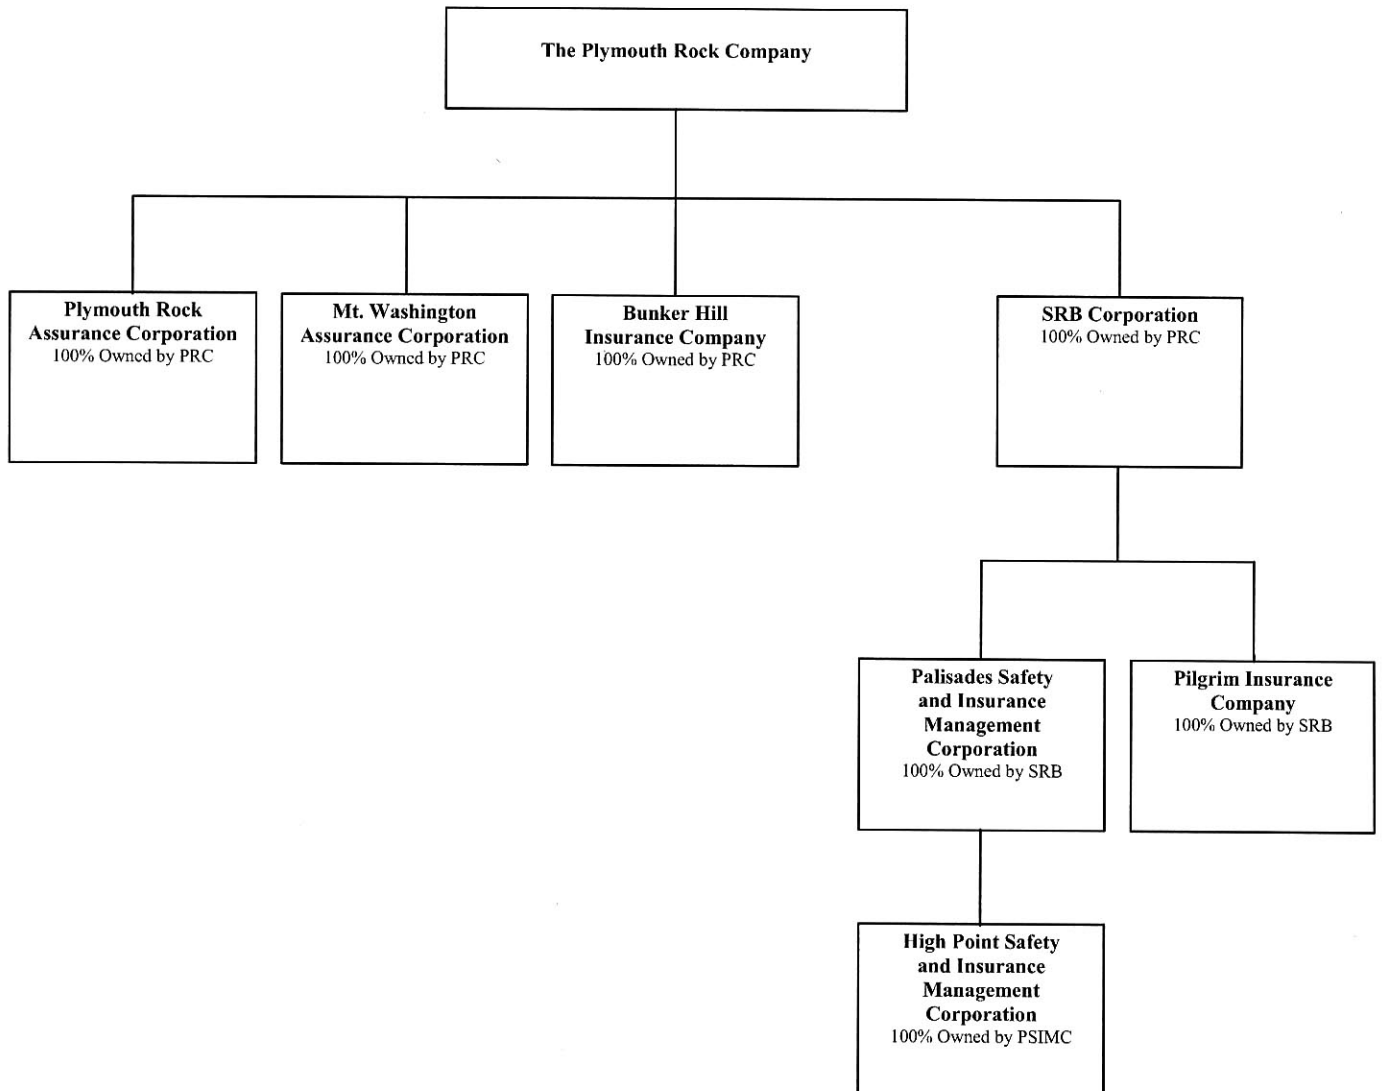 The Plymouth Rock Company
Plymouth Rock
Assurance Corporation
100% Owned by PRC
Mt. Washington
Assurance Corporation
100% Owned by PRC
Bunker Hill
Insurance Company
100% Owned by PRC
SRB Corporation
100% Owned by PRC
Palisades Safety
and Insurance
Management
Corporation
100% Owned by SRB
Pilgrim Insurance
Company
100% Owned by SRB
High Point Safety
and Insurance
Management
Corporation
100% Owned by PSIMC